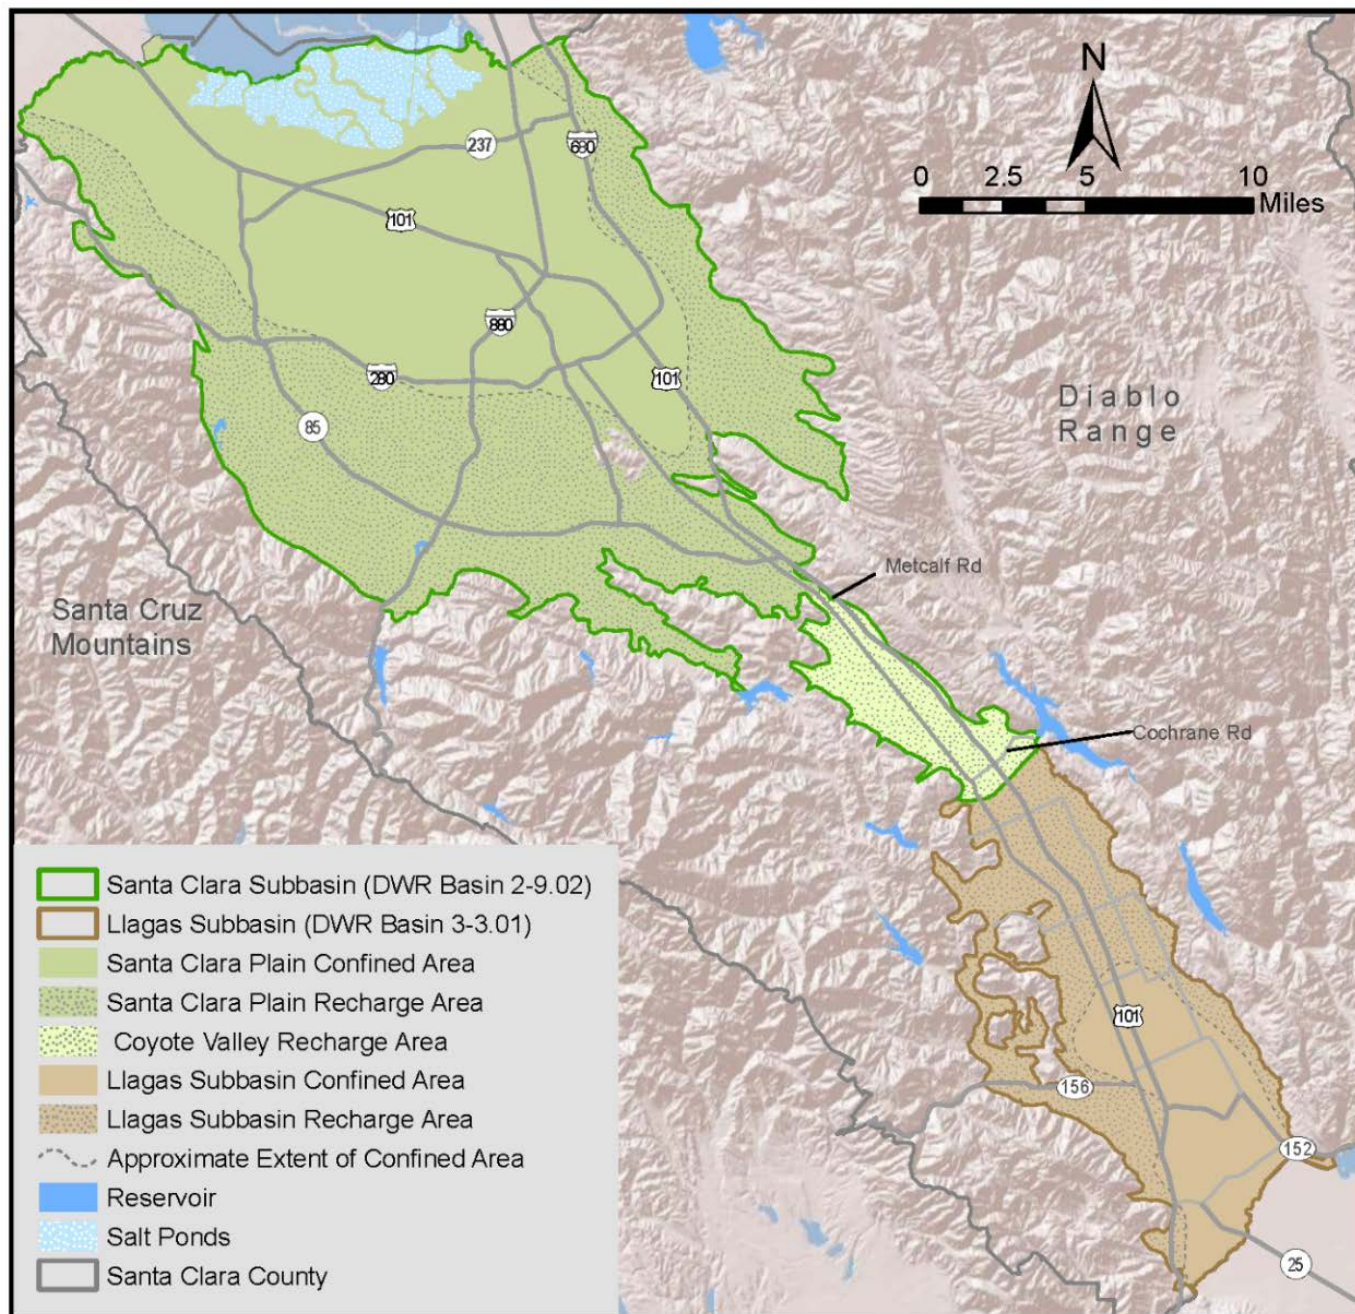 N
0 2.5 5 10
Miles
237
680
101
880
280
101
85
Diablo
Range
Metcalf Rd
Santa Cruz
Mountains
Cochrane Rd
101
156
152
25
Santa Clara Subbasin (DWR Basin 2-9.02)
Llagas Subbasin (DWR Basin 3-3.01)
Santa Clara Plain Confined Area
Santa Clara Plain Recharge Area
Coyote Valley Recharge Area
Llagas Subbasin Confined Area
Llagas Subbasin Recharge Area
Approximate Extent of Confined Area
Reservoir
Salt Ponds
Santa Clara County